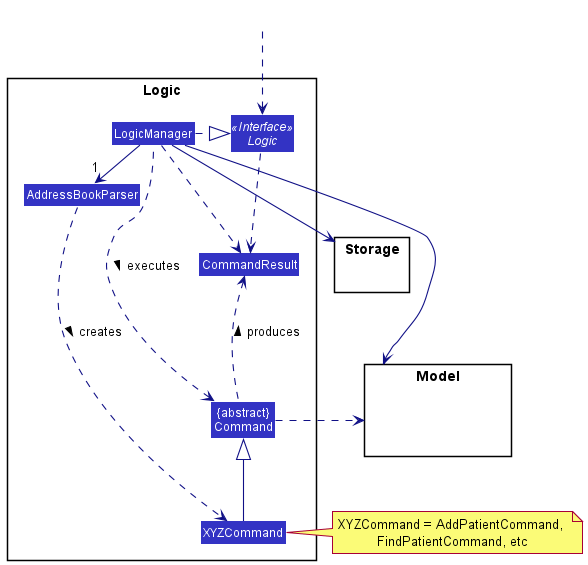 Logic
LogicManager
«Interface»
Logic
1
AddressBookParser
Storage
CommandResult
executes
creates
produces
Model
{abstract}
Command
XYZCommand
XYZCommand = AddPatientCommand,
FindPatientCommand, etc